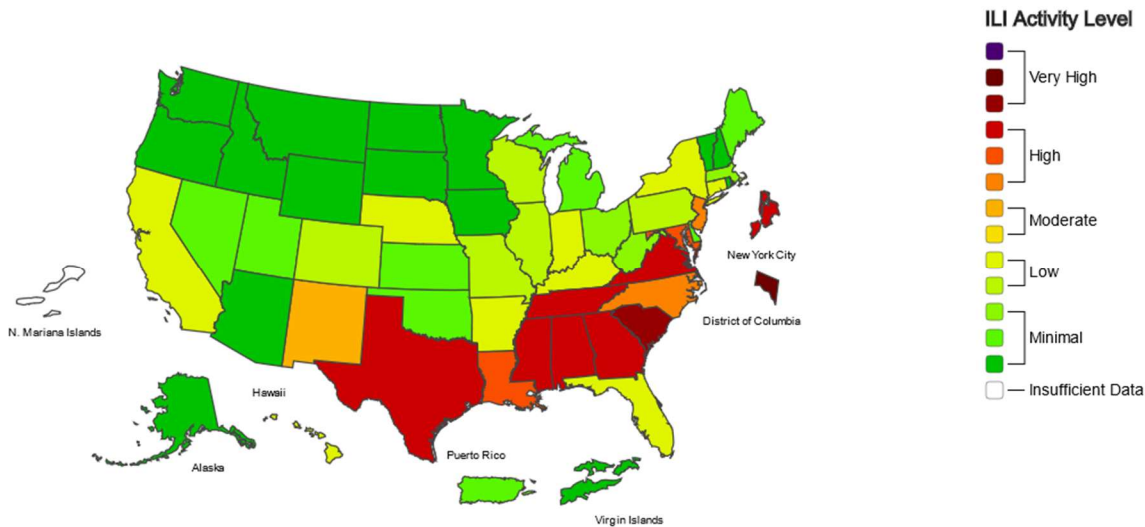 ILI Activity Level
Very High
High
Moderate
Low
Minimal
Insufficient Data
New York City
District of Columbia
N. Mariana Islands
Hawaii
Alaska
Puerto Rico
Virgin Islands